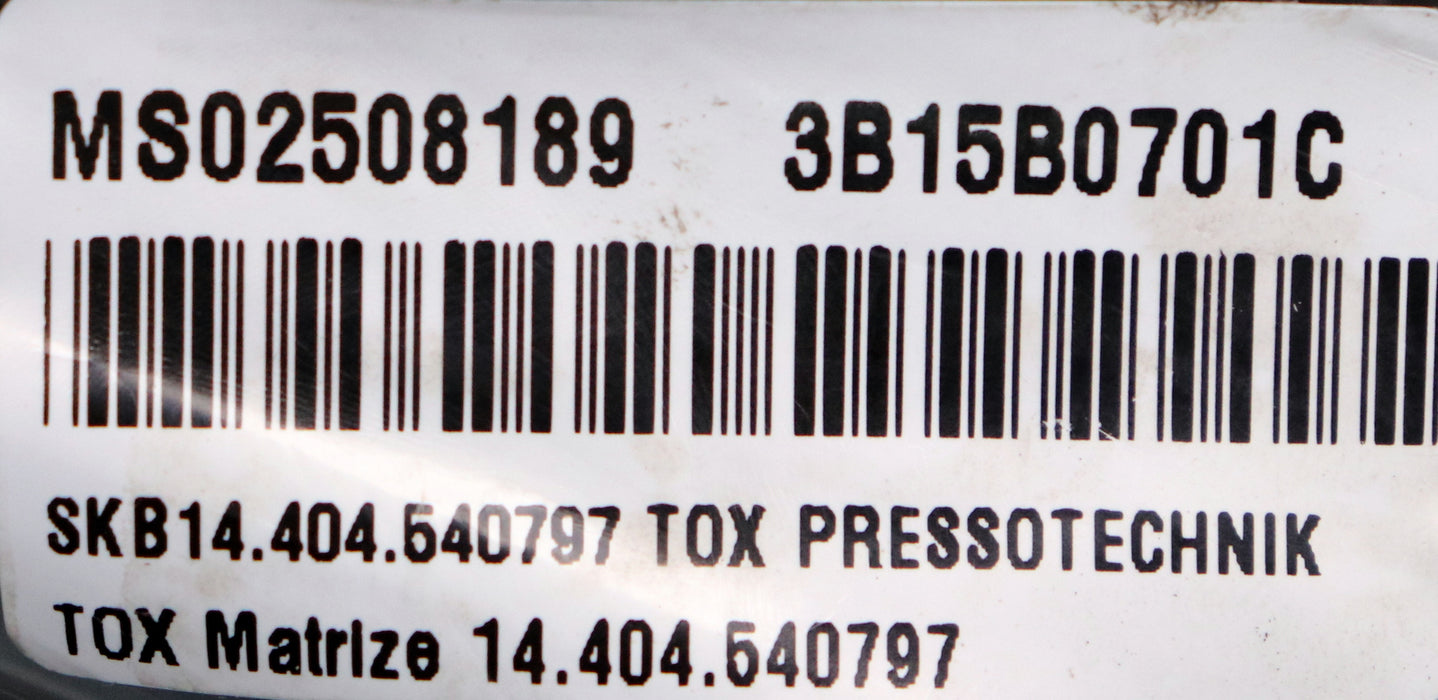 MS02508189 3B15B0701C
SKB14.404.540797 TOX PRESSOTECHNIK
TOX Matrize 14.404.540797